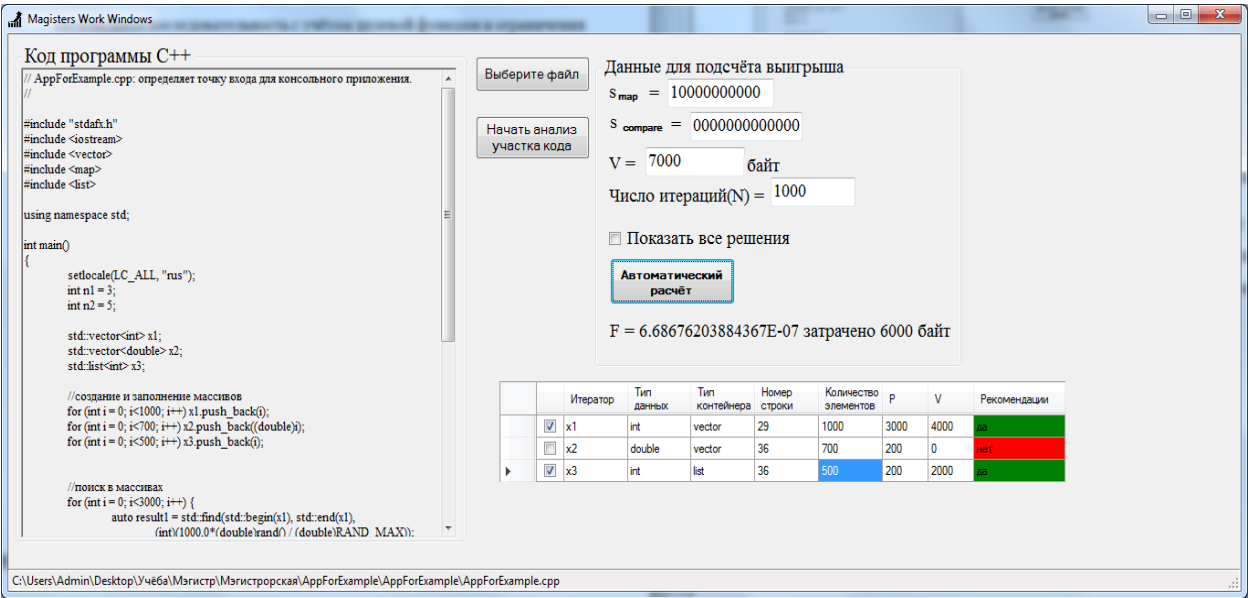 Magisters Work Windows
Код программы C++
// AppForExample.cpp: определяет точку входа для консольного приложения.
//
#include "stdafx.h"
#include <iostream>
#include <vector>
#include <map>
#include <list>
using namespace std;
int main()
{
setlocale(LC_ALL, "rus");
int n1 = 3;
int n2 = 5;
std::vector<int> x1;
std::vector<double> x2;
std::list<int> x3;
//создание и заполнение массивов
for (int i = 0; i<1000; i++) x1.push_back(i);
for (int i = 0; i<700; i++) x2.push_back((double)i);
for (int i = 0; i<500; i++) x3.push_back(i);
//поиск в массивах
for (int i = 0; i<3000; i++) {
auto result1 = std::find(std::begin(x1), std::end(x1),
(int)(1000.0*(double)rand() / (double)RAND_MAX));
Выберите файл
Начать анализ
участка кода
Данные для подсчёта выигрыша
S map = 10000000000
S compare = 0000000000000
V = 7000 байт
Число итераций(N) = 1000
Показать все решения
Автоматический
расчёт
F = 6.68676203884367E-07 затрачено 6000 байт
Итератор Тип данных Тип контейнера Номер строки Количество элементов P V Рекомендации
x1 int vector 29 1000 3000 4000 да
x2 double vector 36 700 200 0 нет
x3 int list 36 500 200 2000 да
C:\Users\Admin\Desktop\Учёба\Магистр\Магистрорская\AppForExample\AppForExample\AppForExample.cpp